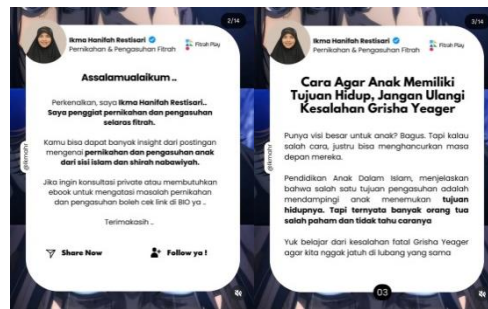 2/14
Ikma Hanifah Restisari
Pernikahan & Pengasuhan Fitrah
Fitrah Play
Assalamualaikum ..
Perkenalkan, saya Ikma Hanifah Restisari..
Saya penggiat pernikahan dan pengasuhan
selaras fitrah.
Kamu bisa dapat banyak insight dari postingan
mengenai pernikahan dan pengasuhan anak
dari sisi islam dan shirah nabawiyah.
Jika ingin konsultasi private atau membutuhkan
ebook untuk mengatasi masalah pernikahan
dan pengasuhan boleh cek link di BIO ya ..
Terimakasih ..
Share Now
Follow ya !
@ikmahr
3/14
Ikma Hanifah Restisari
Pernikahan & Pengasuhan Fitrah
Fitrah Play
Cara Agar Anak Memiliki
Tujuan Hidup, Jangan Ulangi
Kesalahan Grisha Yeager
Punya visi besar untuk anak? Bagus. Tapi kalau
salah cara, justru bisa menghancurkan masa
depan mereka.
Pendidikan Anak Dalam Islam, menjelaskan
bahwa salah satu tujuan pengasuhan adalah
mendampingi anak menemukan tujuan
hidupnya. Tapi ternyata banyak orang tua
salah paham dan tidak tahu caranya
Yuk belajar dari kesalahan fatal Grisha Yeager
agar kita nggak jatuh di lubang yang sama
@ikmahr
03